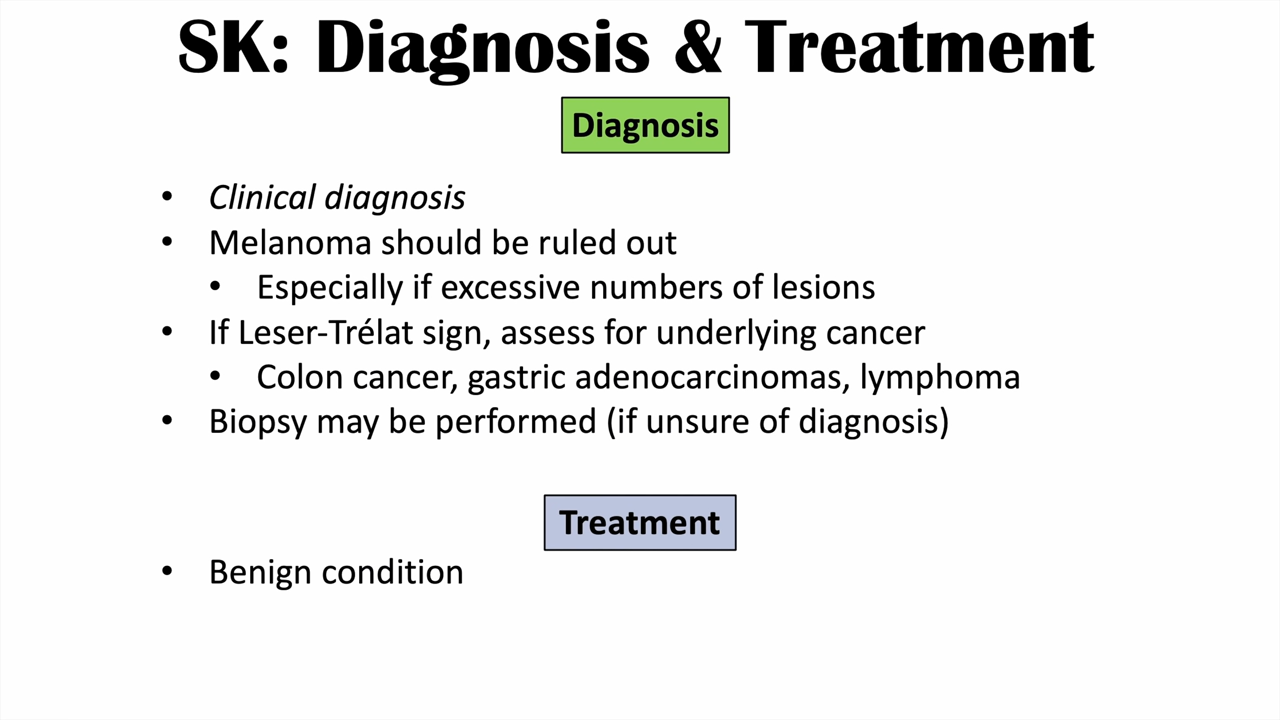 SK: Diagnosis & Treatment
Diagnosis
• Clinical diagnosis
• Melanoma should be ruled out
• Especially if excessive numbers of lesions
• If Leser-Trélat sign, assess for underlying cancer
• Colon cancer, gastric adenocarcinomas, lymphoma
• Biopsy may be performed (if unsure of diagnosis)
Treatment
• Benign condition